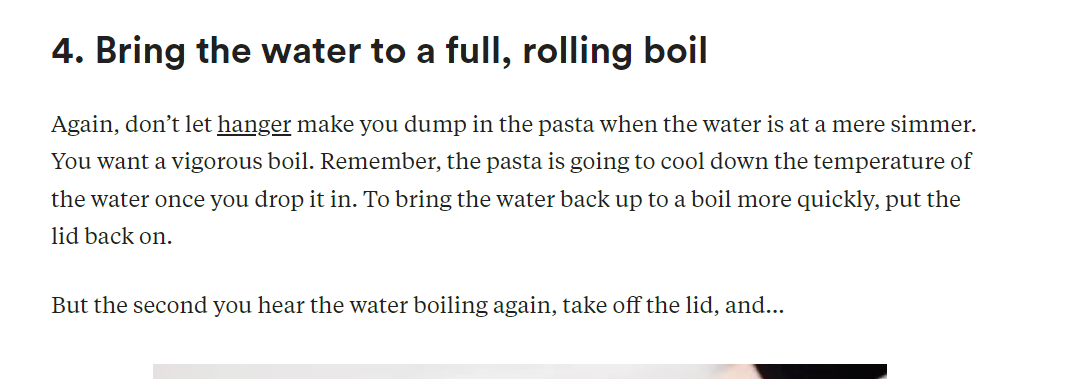 4. Bring the water to a full, rolling boil
Again, don’t let hanger make you dump in the pasta when the water is at a mere simmer.
You want a vigorous boil. Remember, the pasta is going to cool down the temperature of
the water once you drop it in. To bring the water back up to a boil more quickly, put the
lid back on.
But the second you hear the water boiling again, take off the lid, and...